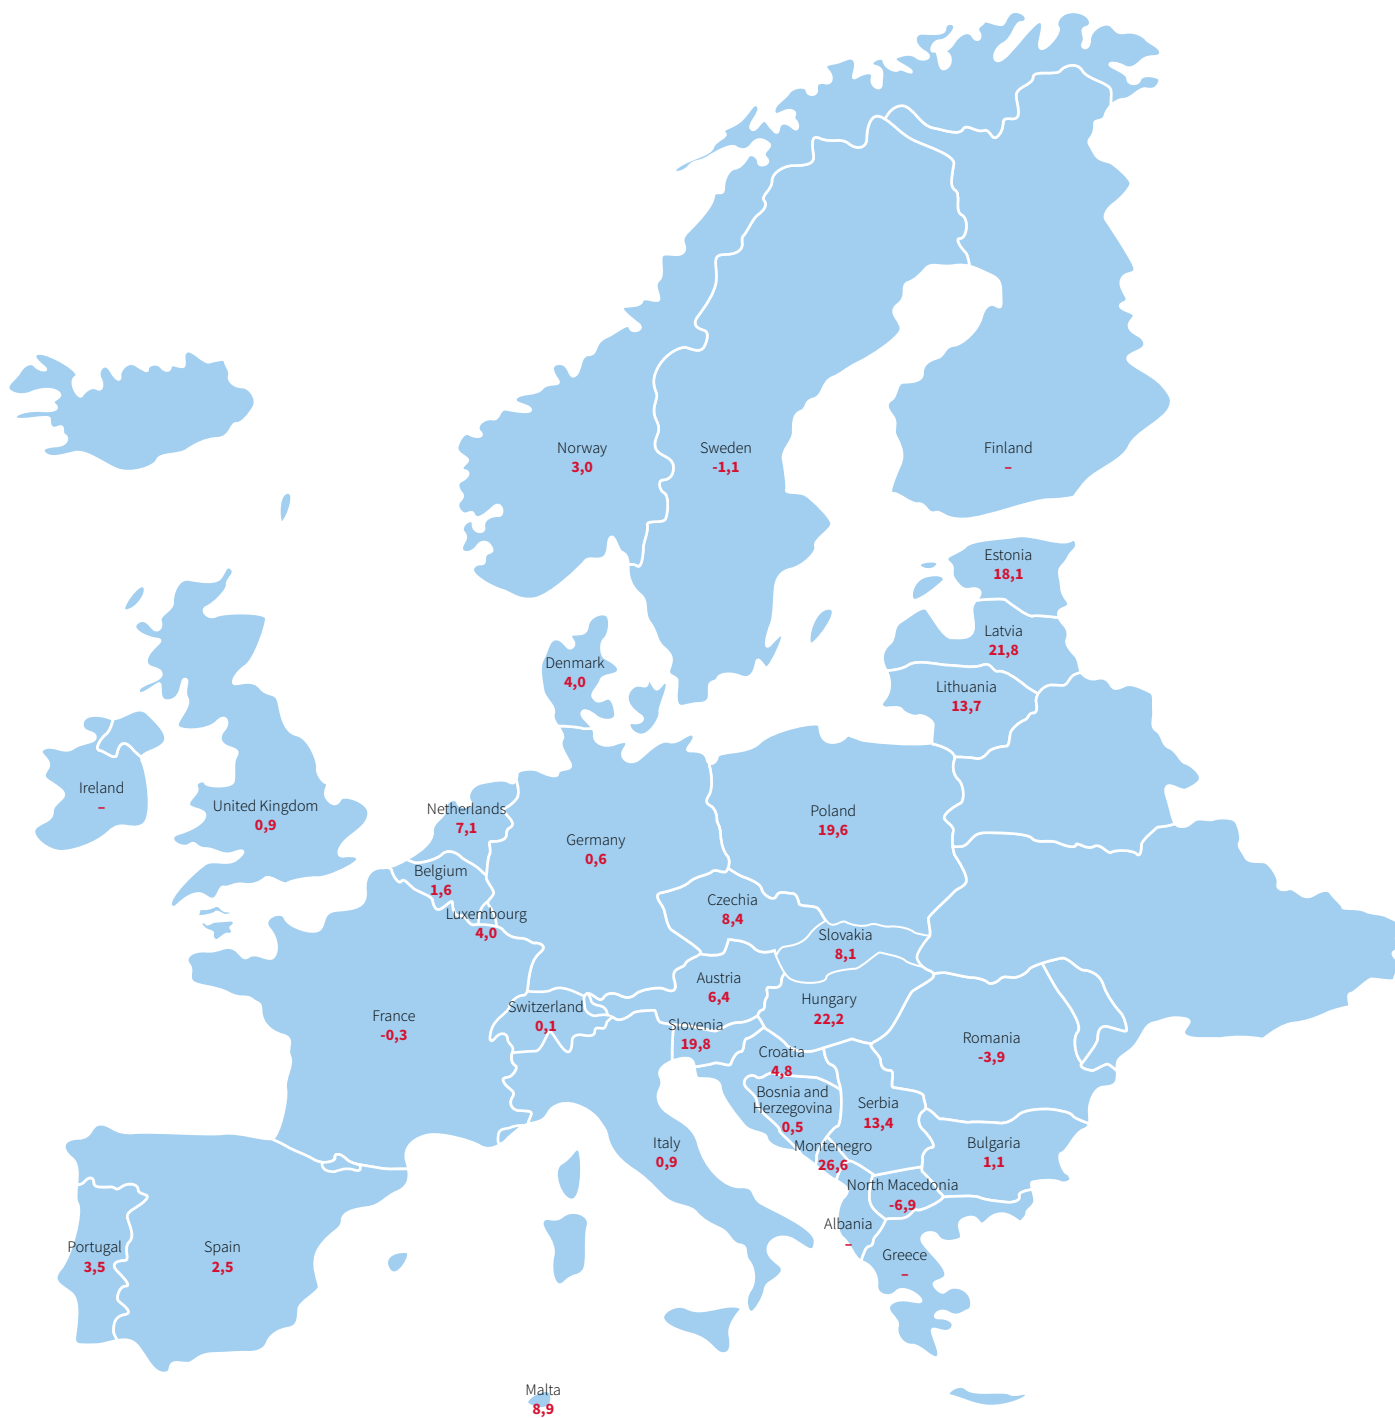 Norway
3,0
Sweden
-1,1
Finland
–
Estonia
18,1
Latvia
21,8
Denmark
4,0
Lithuania
13,7
Ireland
–
United Kingdom
0,9
Netherlands
7,1
Germany
0,6
Poland
19,6
Belgium
1,6
Luxembourg
4,0
Czechia
8,4
Slovakia
8,1
Austria
6,4
Hungary
22,2
Switzerland
0,1
France
-0,3
Slovenia
19,8
Romania
-3,9
Croatia
4,8
Bosnia and
Herzegovina
0,5
Serbia
13,4
Italy
0,9
Montenegro
26,6
Bulgaria
1,1
North Macedonia
-6,9
Albania
–
Portugal
3,5
Spain
2,5
Greece
–
Malta
8,9